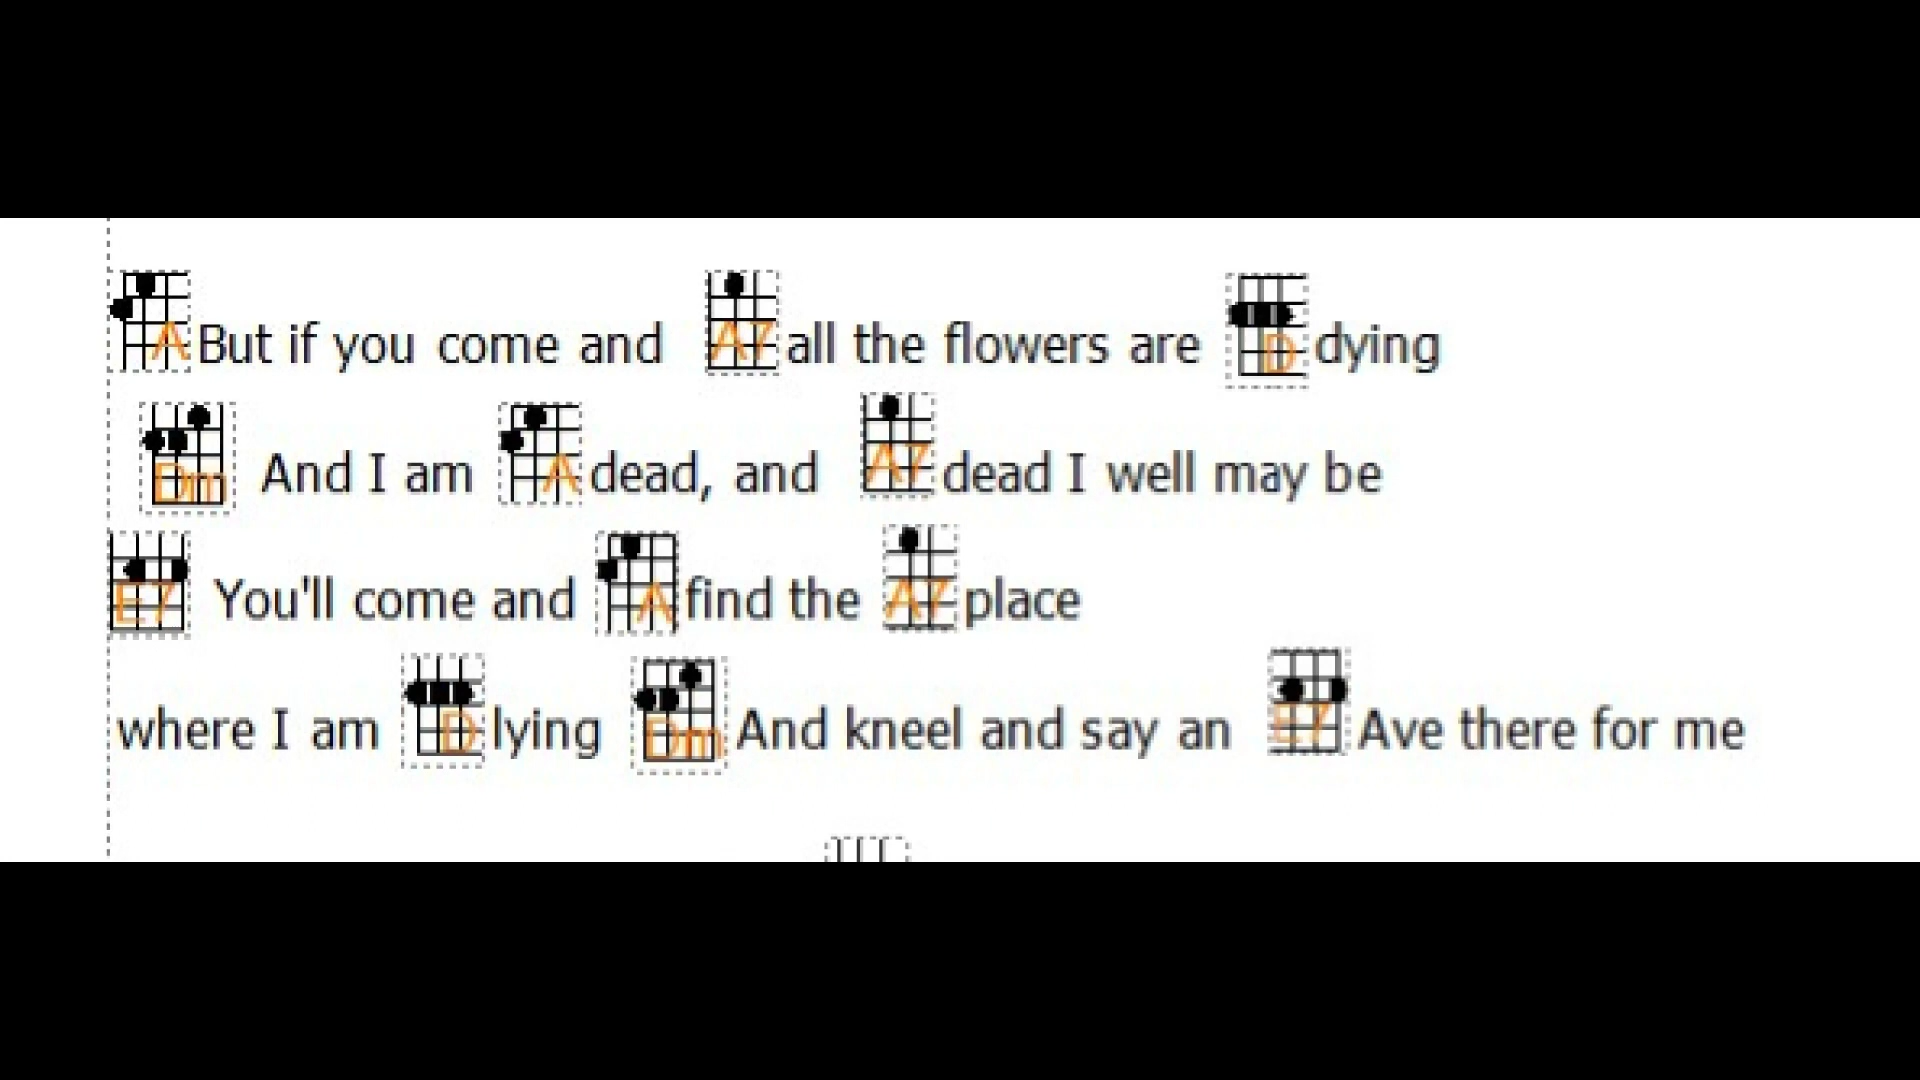 A But if you come and A7 all the flowers are D dying
Dm And I am A dead, and A7 dead I well may be
E7 You'll come and A find the A7 place
where I am D lying Dm And kneel and say an E7 Ave there for me